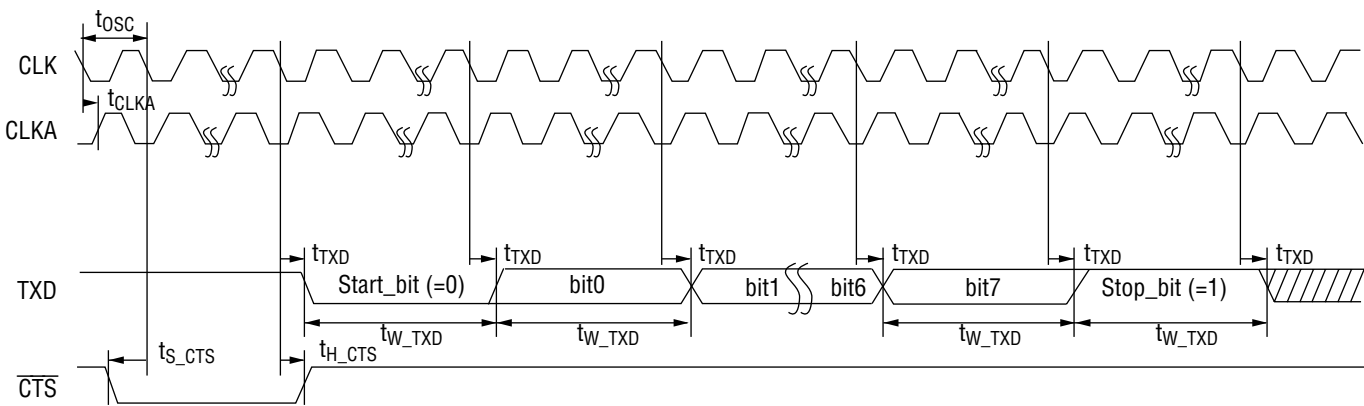 tOSC
CLK
tCLKA
CLKA
tTXD tTXD tTXD tTXD tTXD tTXD
TXD Start_bit (=0) bit0 bit1 bit6 bit7 Stop_bit (=1)
tW_TXD tW_TXD tW_TXD tW_TXD
tS_CTS tH_CTS
CTS